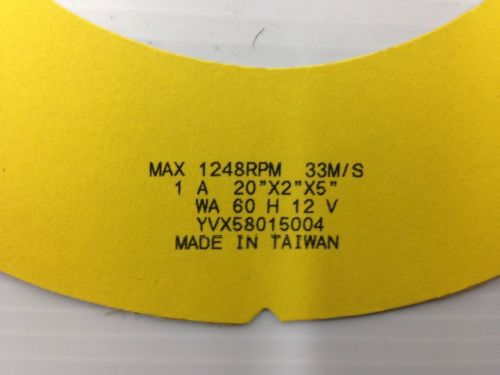 MAX 1248RPM 33M/S
1 A 20"X2"X5"
WA 60 H 12 V
YVX58015004
MADE IN TAIWAN